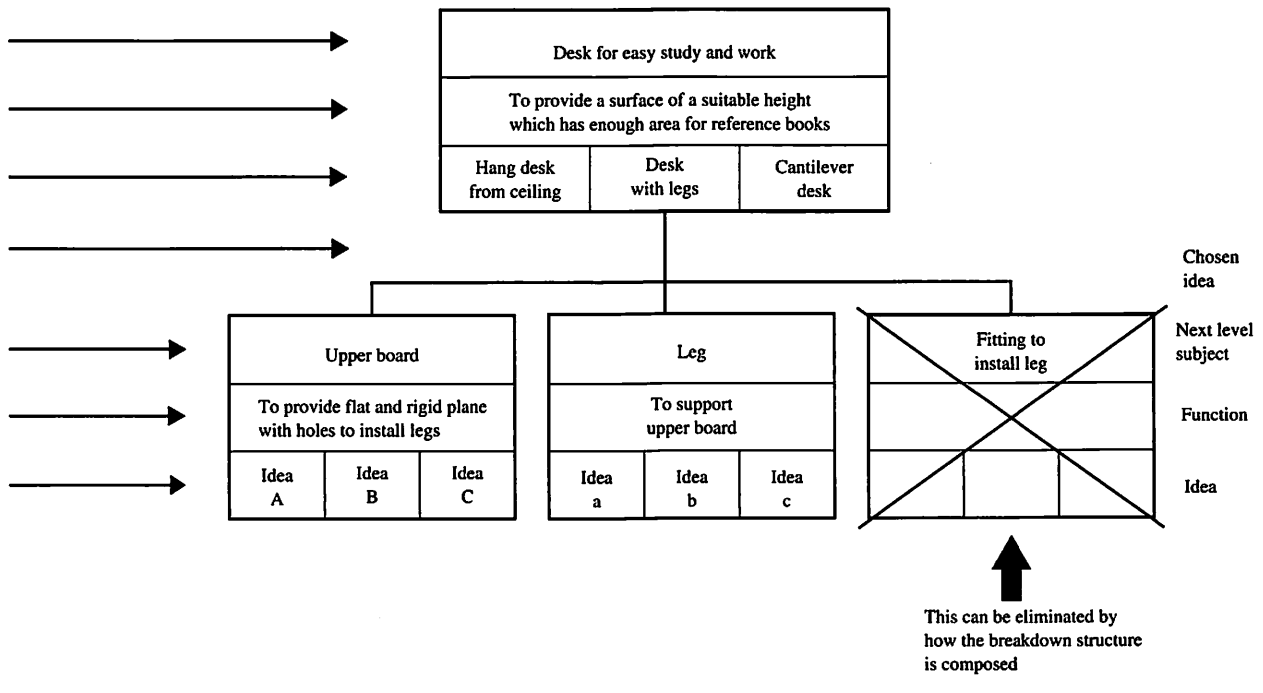 Desk for easy study and work
To provide a surface of a suitable height
which has enough area for reference books
Hang desk
from ceiling
Desk
with legs
Cantilever
desk
Chosen
idea
Upper board
Leg
Fitting to
install leg
Next level
subject
To provide flat and rigid plane
with holes to install legs
To support
upper board
Function
Idea
A
Idea
B
Idea
C
Idea
a
Idea
b
Idea
c
Idea
This can be eliminated by
how the breakdown structure
is composed